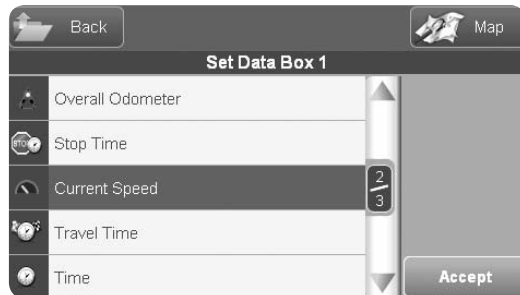 Back
Map
Set Data Box 1
Overall Odometer
STOP
Stop Time
Current Speed
2
3
Travel Time
Time
Accept